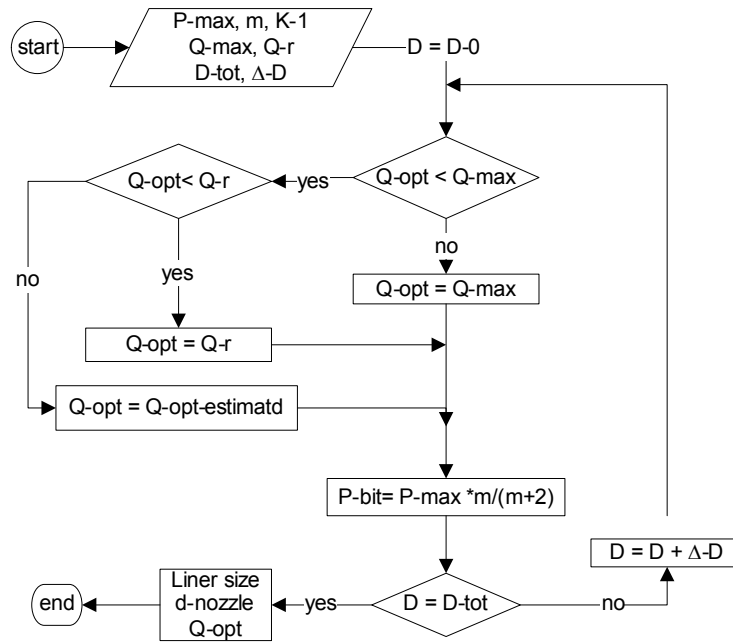 start
P-max, m, K-1
Q-max, Q-r
D-tot, Δ-D
D = D-0
Q-opt < Q-max
yes
Q-opt< Q-r
no
yes
no
Q-opt = Q-max
Q-opt = Q-r
Q-opt = Q-opt-estimatd
P-bit= P-max *m/(m+2)
D = D + Δ-D
D = D-tot
no
yes
Liner size
d-nozzle
Q-opt
end